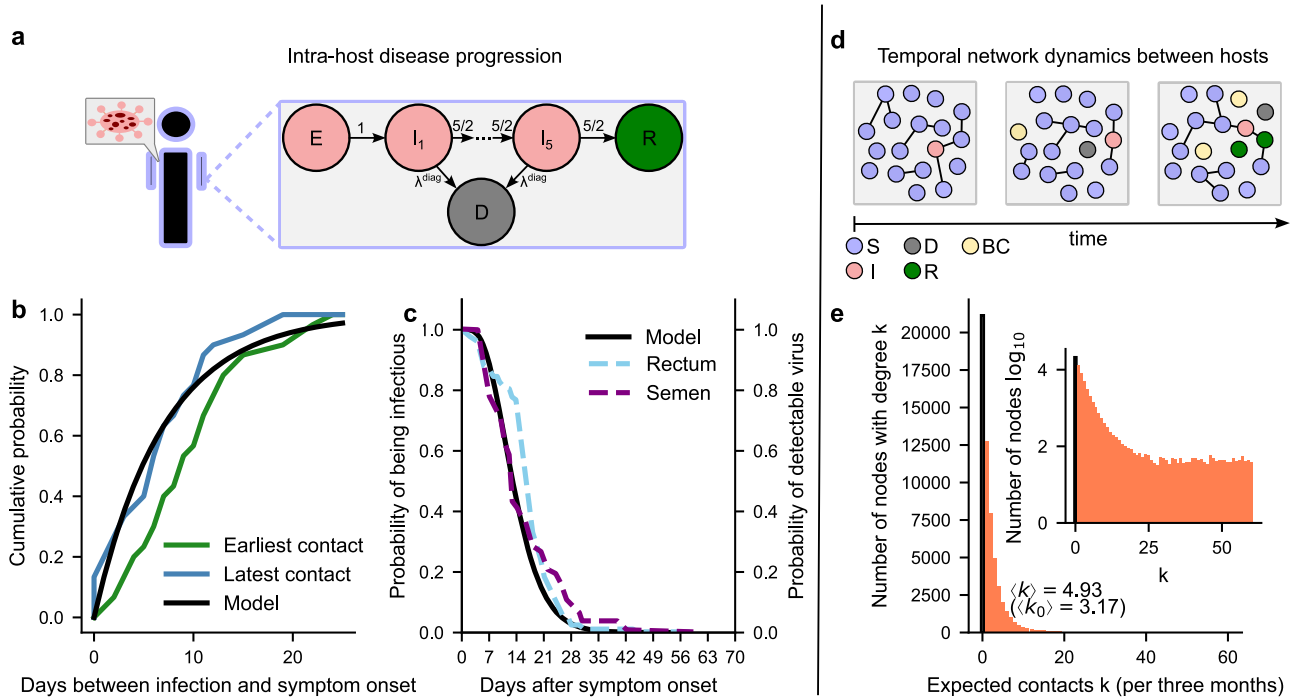 a
Intra-host disease progression
E
1
I1
5/2
5/2
I5
5/2
R
λdiag
λdiag
D
b
Cumulative probability
1.0
0.8
0.6
0.4
0.2
0.0
Earliest contact
Latest contact
Model
0
10
20
Days between infection and symptom onset
c
Probability of being infectious
1.0
0.8
0.6
0.4
0.2
0.0
Model
Rectum
Semen
1.0
0.8
0.6
0.4
0.2
0.0
Probability of detectable virus
0 7 14 21 28 35 42 49 56 63 70
Days after symptom onset
d
Temporal network dynamics between hosts
time
S
D
BC
I
R
e
Number of nodes with degree k
20000
17500
15000
12500
10000
7500
5000
2500
0
Number of nodes log10
4
2
0
0
25
50
k
⟨k⟩ = 4.93
(⟨k0⟩ = 3.17)
0
20
40
60
Expected contacts k (per three months)